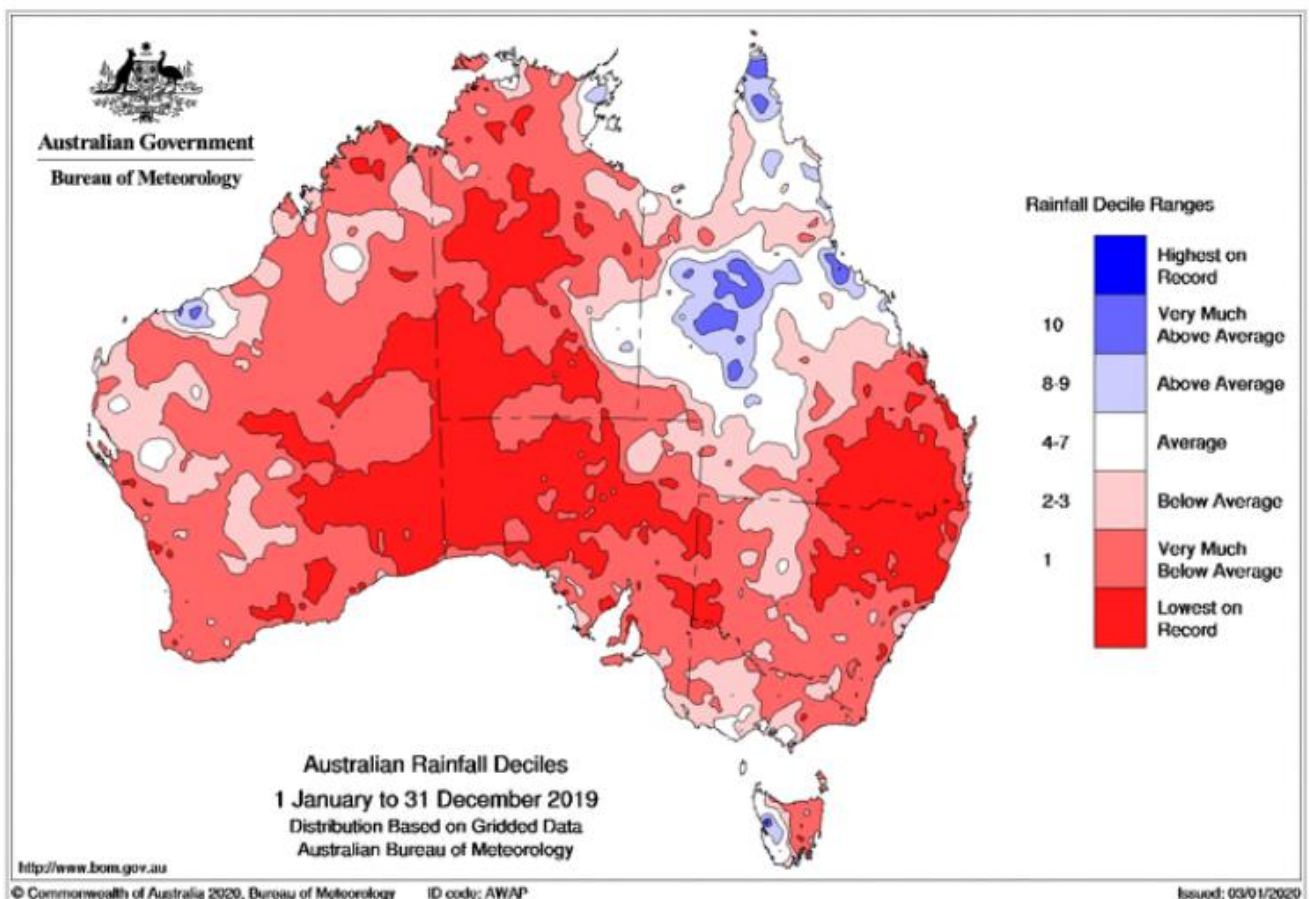 Australian Government
Bureau of Meteorology
Rainfall Decile Ranges
Highest on
Record
10
Very Much
Above Average
8-9
Above Average
4-7
Average
2-3
Below Average
1
Very Much
Below Average
Lowest on
Record
Australian Rainfall Deciles
1 January to 31 December 2019
Distribution Based on Gridded Data
Australian Bureau of Meteorology
http://www.bom.gov.au
© Commonwealth of Australia 2020, Bureau of Meteorology ID code: AWAP
Issued: 03/01/2020